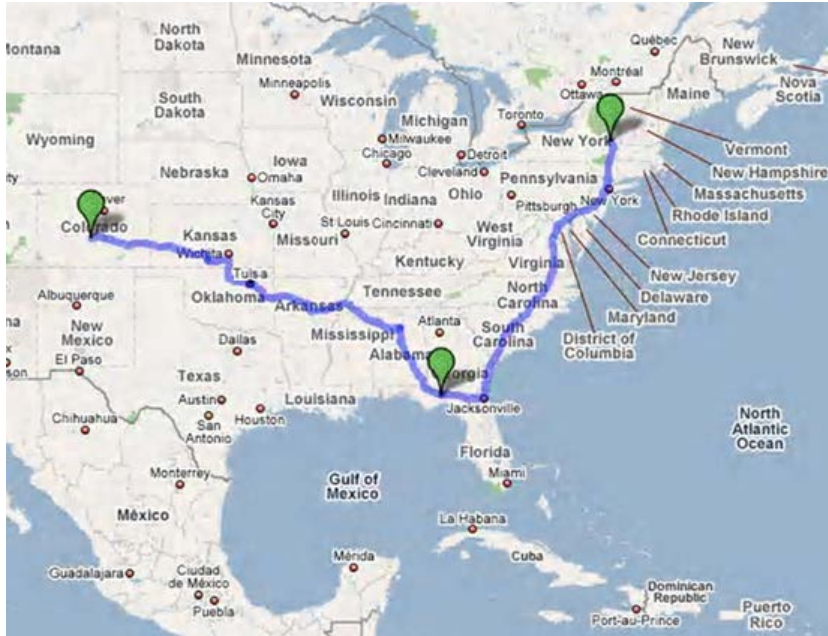 North
Dakota
Montana
Minnesota
Minneapolis
South
Dakota
Wisconsin
Michigan
Québec
Montréal
Ottawa
Maine
New
Brunswick
Nova
Scotia
Toronto
Wyoming
Milwaukee
Chicago
Detroit
Cleveland
New York
Vermont
New Hampshire
Massachusetts
Rhode Island
Connecticut
Nebraska
Iowa
Omaha
Illinois
Indiana
Ohio
Pennsylvania
Pittsburgh
New York
Colorado
Kansas
Kansas
City
Missouri
St Louis
Cincinnati
West
Virginia
Virginia
New Jersey
Delaware
Maryland
District of
Columbia
Wichita
Kentucky
Tulsa
Oklahoma
Arkansas
Tennessee
North
Carolina
South
Carolina
Albuquerque
New
Mexico
Mississippi
Alabama
Atlanta
Dallas
El Paso
Texas
Louisiana
Jacksonville
Austin
San
Antonio
Houston
Chihuahua
Florida
Miami
North
Atlantic
Ocean
Monterrey
Gulf of
Mexico
México
La Habana
Cuba
Guadalajara
Ciudad
de México
Puebla
Mérida
Dominican
Republic
Port-au-Prince
Puerto
Rico